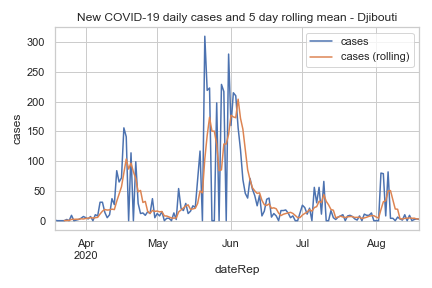 New COVID-19 daily cases and 5 day rolling mean - Djibouti
cases
cases (rolling)
300
250
200
150
100
50
0
cases
Apr
2020
May
Jun
Jul
Aug
dateRep